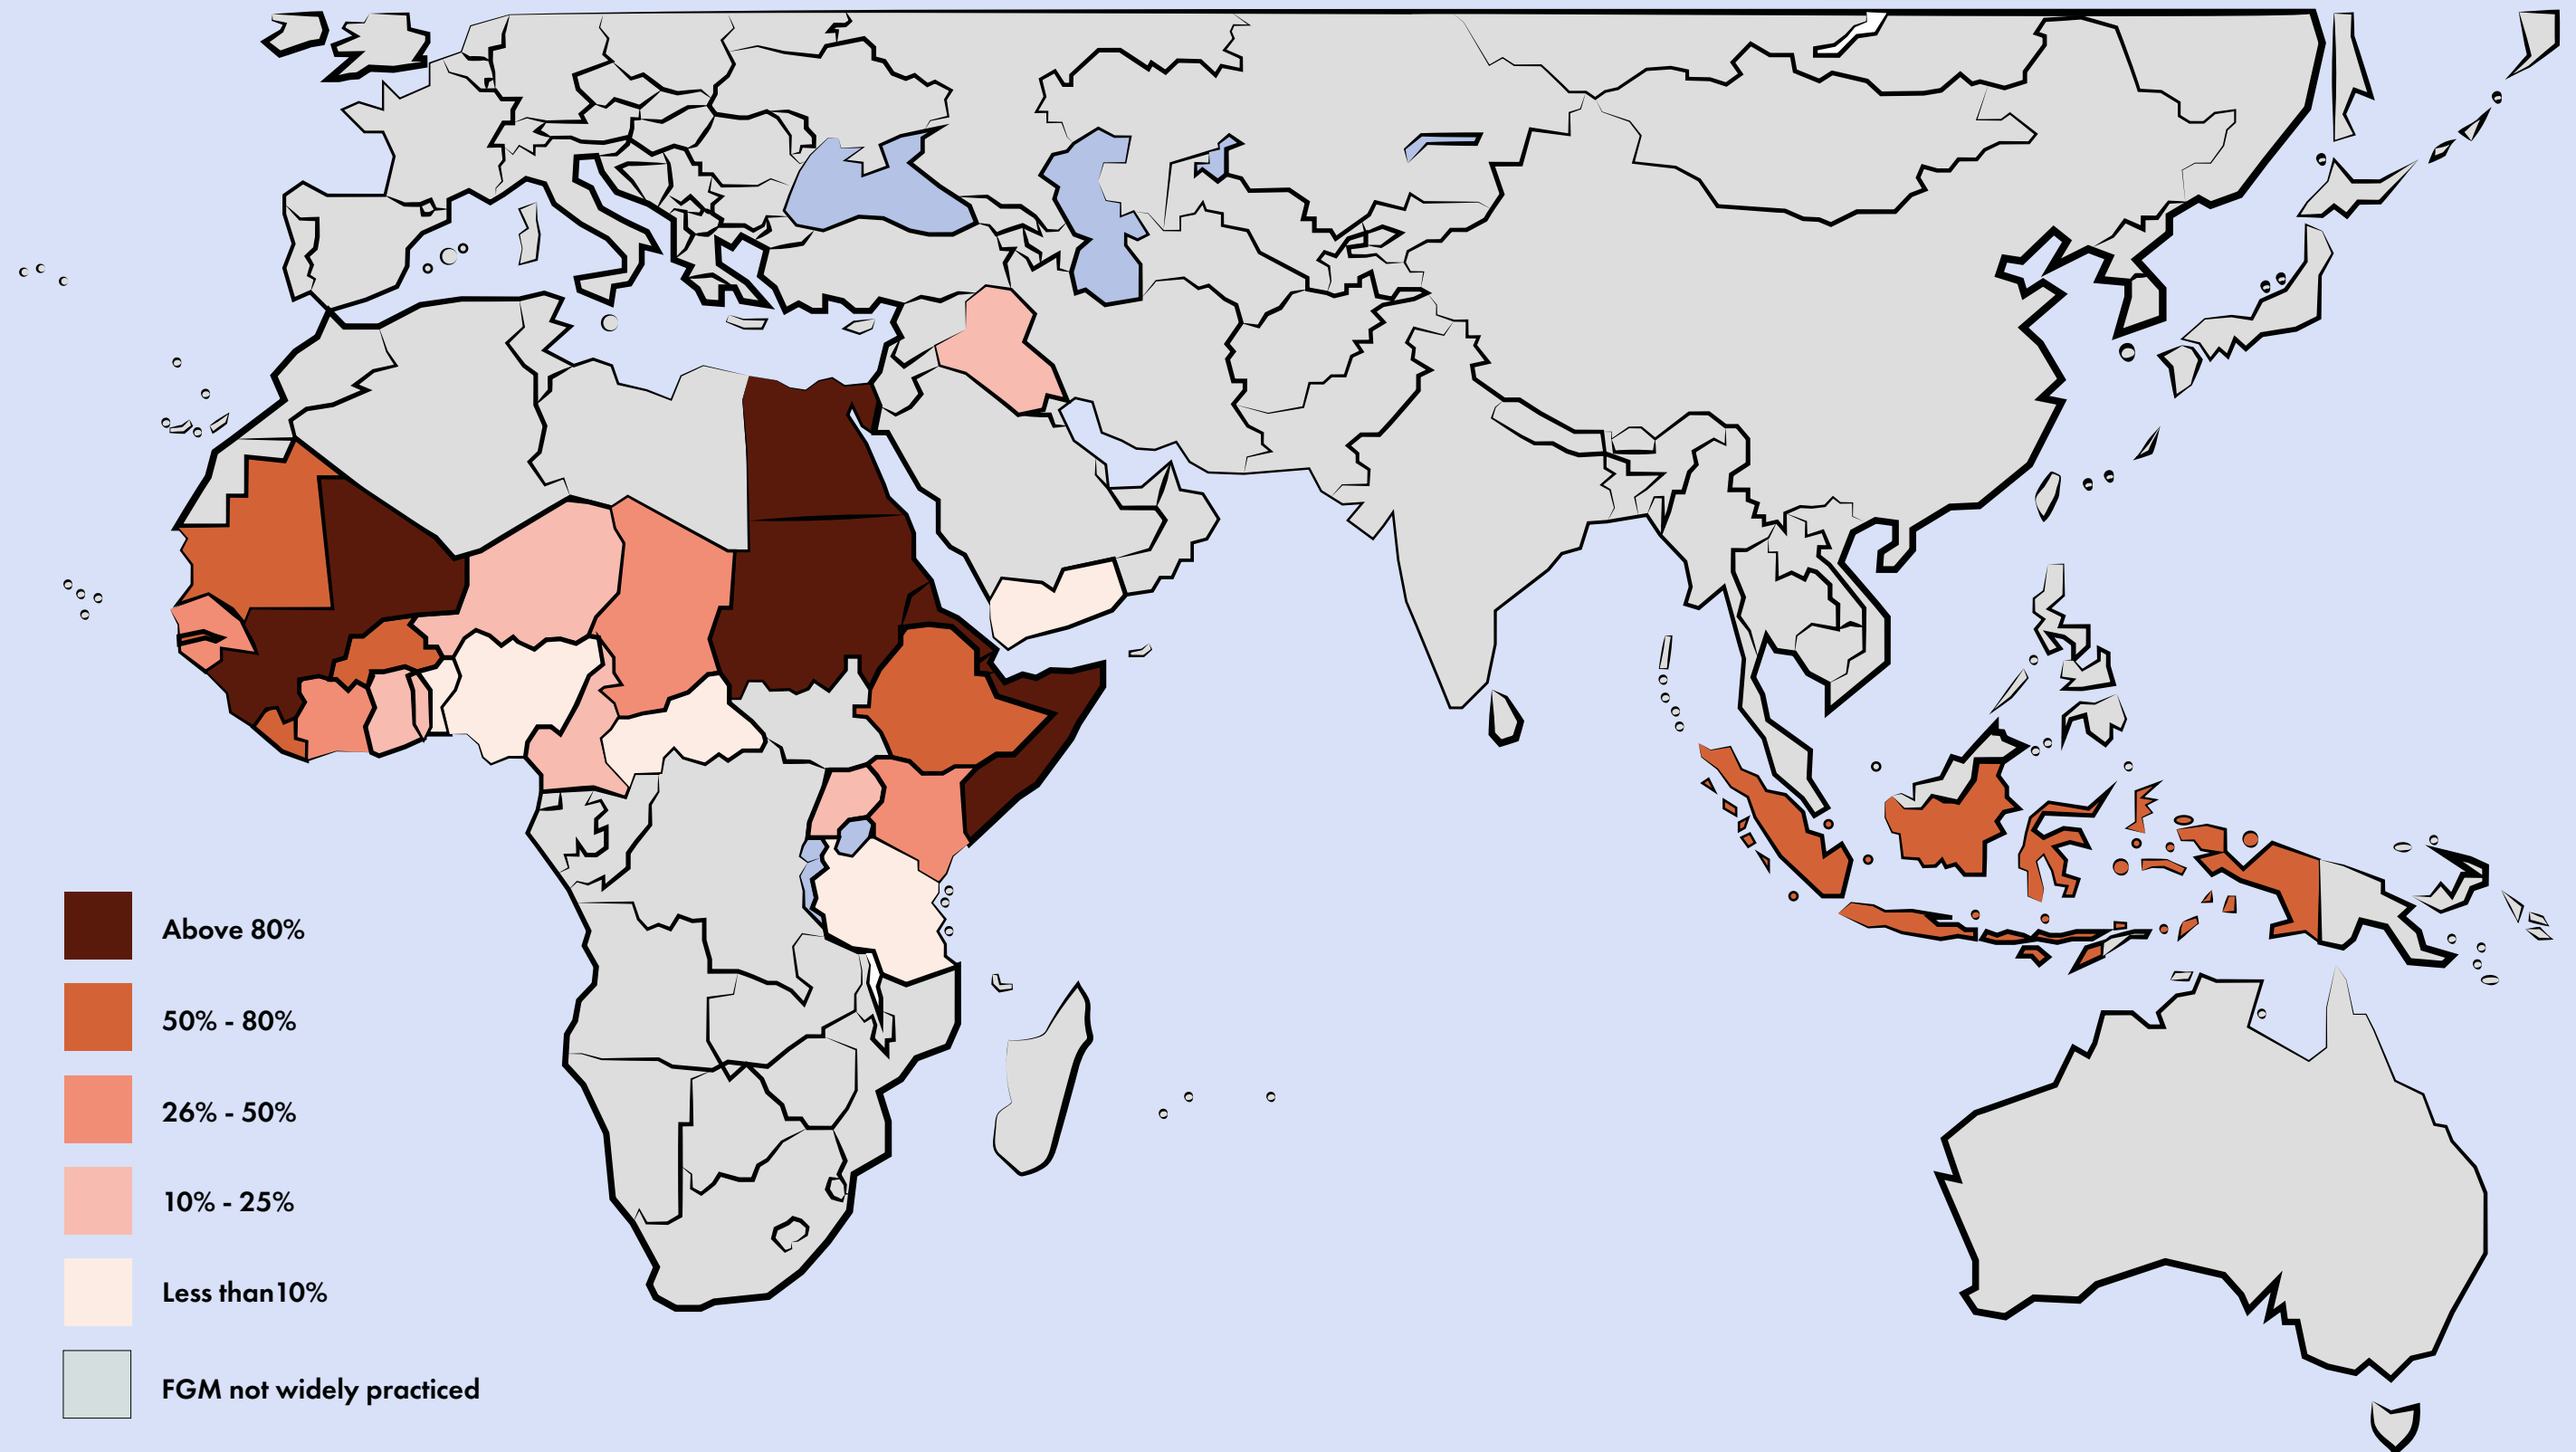 Above 80%
50% - 80%
26% - 50%
10% - 25%
Less than10%
FGM not widely practiced